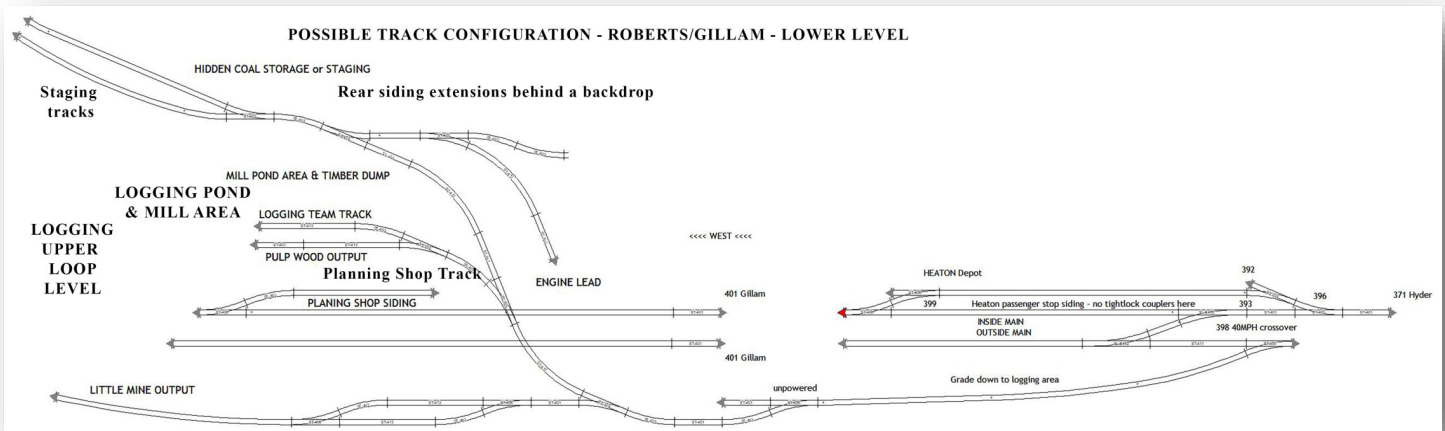 POSSIBLE TRACK CONFIGURATION - ROBERTS/GILLAM - LOWER LEVEL
HIDDEN COAL STORAGE or STAGING
Staging
tracks
Rear siding extensions behind a backdrop
MILL POND AREA & TIMBER DUMP
LOGGING POND
& MILL AREA
LOGGING TEAM TRACK
LOGGING
UPPER
LOOP
LEVEL
PULP WOOD OUTPUT
Planning Shop Track
ENGINE LEAD
<<<< WEST <<<<
HEATON Depot
392
PLANING SHOP SIDING
401 Gillam
399
Heaton passenger stop siding - no tightlock couplers here
393
396
371 Hyder
INSIDE MAIN
OUTSIDE MAIN
398 40MPH crossover
401 Gillam
LITTLE MINE OUTPUT
unpowered
Grade down to logging area